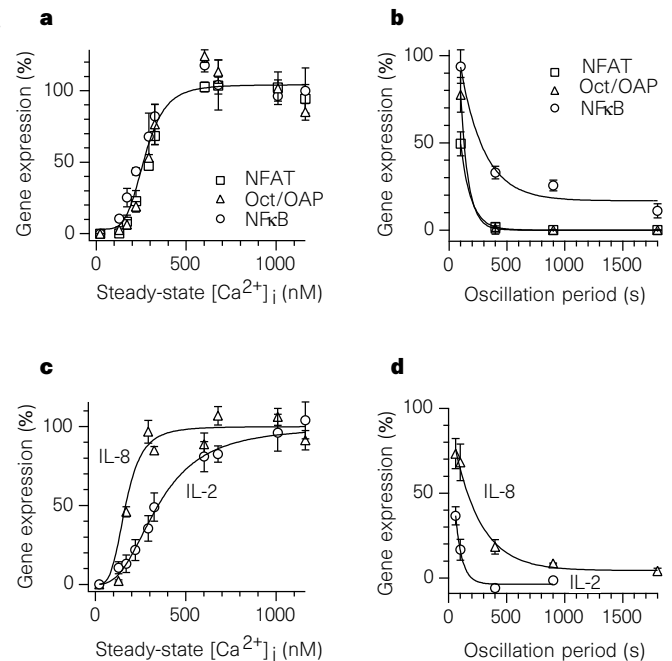 a
Gene expression (%)
100
50
0
NFAT
Oct/OAP
NFκB
0
500
1000
Steady-state [Ca2+]i (nM)
b
Gene expression (%)
100
50
0
NFAT
Oct/OAP
NFκB
0
500
1000
1500
Oscillation period (s)
c
Gene expression (%)
100
50
0
IL-8
IL-2
0
500
1000
Steady-state [Ca2+]i (nM)
d
Gene expression (%)
100
50
0
IL-8
IL-2
0
500
1000
1500
Oscillation period (s)